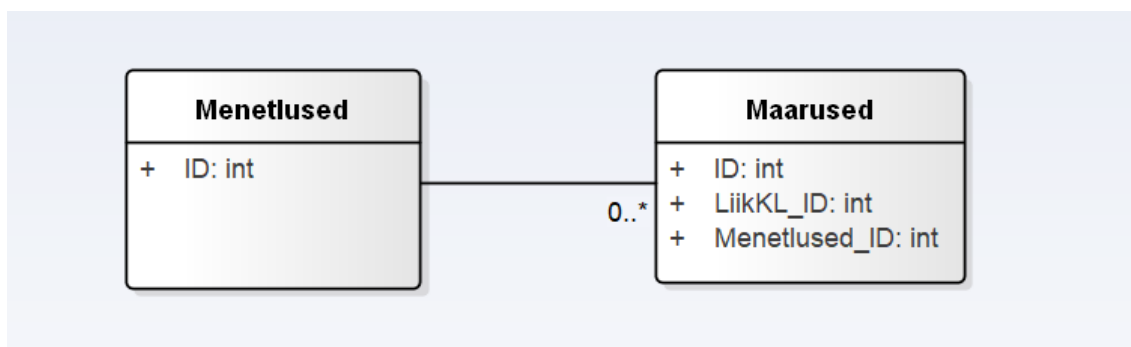 Menetlused
+ ID: int
0..*
Maarused
+ ID: int
+ LiikKL_ID: int
+ Menetlused_ID: int